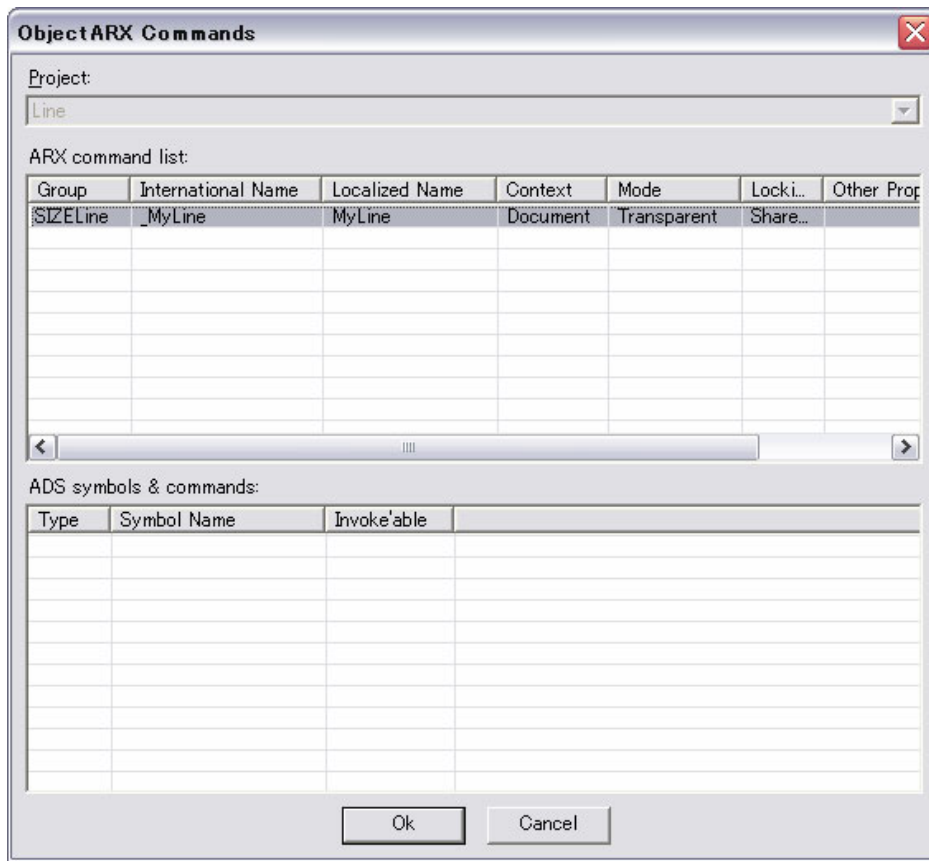 ObjectARX Commands
Project:
Line
ARX command list:
Group International Name Localized Name Context Mode Locki... Other Prop
SIZELine _MyLine MyLine Document Transparent Share...
ADS symbols & commands:
Type Symbol Name Invoke'able
Ok Cancel